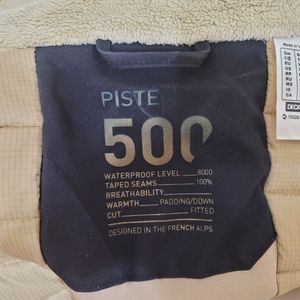 PISTE
500
WATERPROOF LEVEL 8000
TAPED SEAMS 100%
BREATHABILITY
WARMTH PADDING/DOWN
CUT FITTED
DESIGNED IN THE FRENCH ALPS